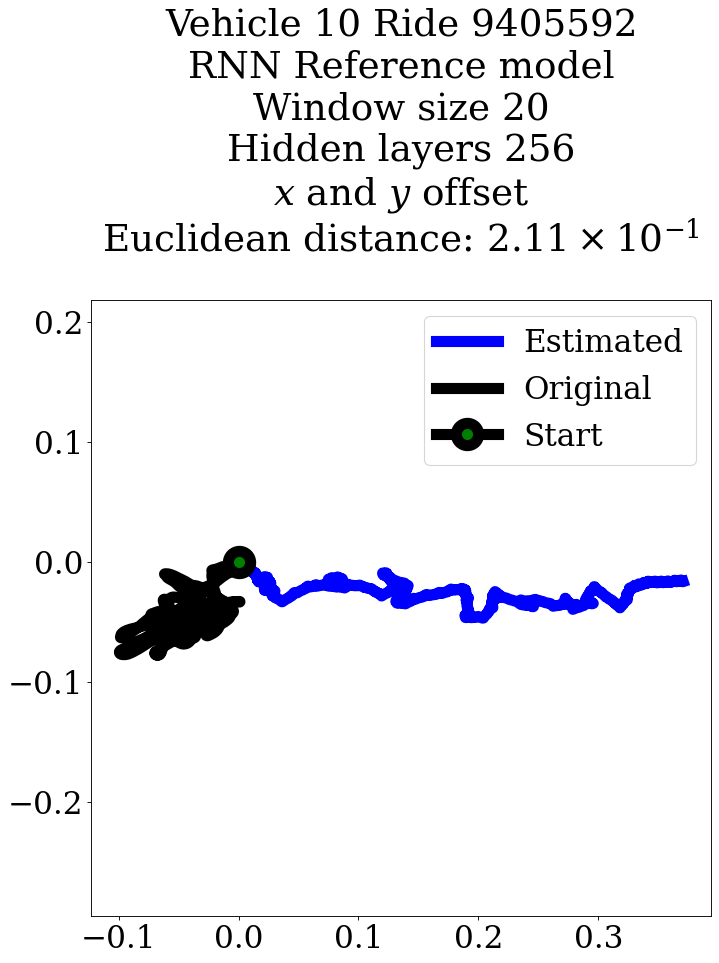 Vehicle 10 Ride 9405592
RNN Reference model
Window size 20
Hidden layers 256
x and y offset
Euclidean distance: 2.11 × 10⁻¹
Estimated
Original
Start
0.2
0.1
0.0
−0.1
−0.2
−0.1 0.0 0.1 0.2 0.3